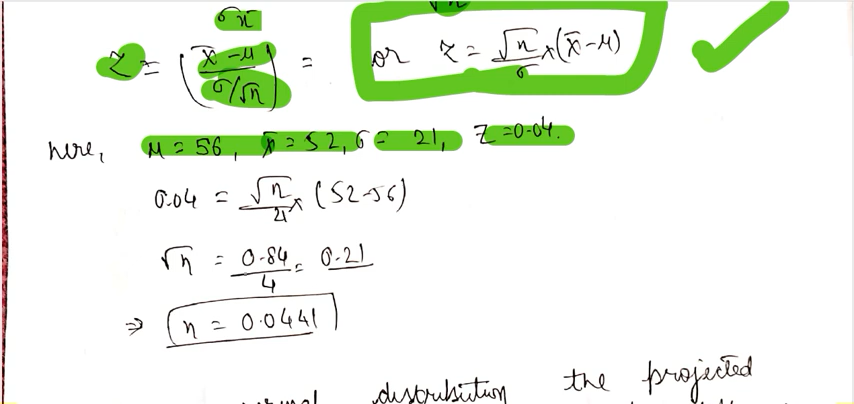 σx̄
Z = (x̄ - μ / σ/√n) = or z = √n/σ × (x̄ - μ)
here, μ = 56, x̄ = 52, σ = 21, Z = 0.04.
0.04 = √n/21 × (52-56)
√n = 0.84/4 = 0.21
⇒ n = 0.0441
distribution the projected